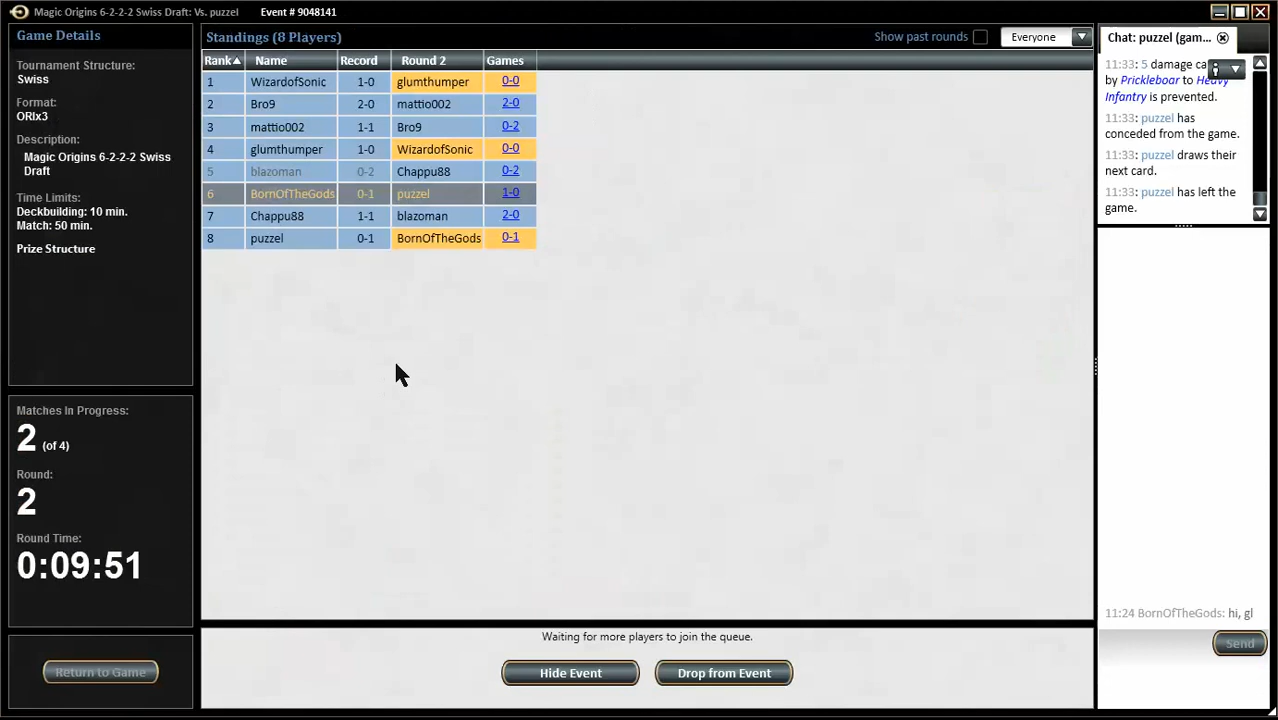 Magic Origins 6-2-2-2 Swiss Draft: Vs. puzzel Event # 9048141
Game Details
Tournament Structure:
Swiss
Format:
ORIx3
Description:
Magic Origins 6-2-2-2 Swiss
Draft
Time Limits:
Deckbuilding: 10 min.
Match: 50 min.
Prize Structure
Matches In Progress:
2 (of 4)
Round:
2
Round Time:
0:09:51
Return to Game
Standings (8 Players) Show past rounds Everyone
Rank Name Record Round 2 Games
1 WizardofSonic 1-0 glumthumper 0-0
2 Bro9 2-0 mattio002 2-0
3 mattio002 1-1 Bro9 0-2
4 glumthumper 1-0 WizardofSonic 0-0
5 blazoman 0-2 Chappu88 0-2
6 BornOfTheGods 0-1 puzzel 1-0
7 Chappu88 1-1 blazoman 2-0
8 puzzel 0-1 BornOfTheGods 0-1
Waiting for more players to join the queue.
Hide Event Drop from Event
Chat: puzzel (gam...
11:33: 5 damage
by Prickleboar to Heavy
Infantry is prevented.
11:33: puzzel has
conceded from the game.
11:33: puzzel draws their
next card.
11:33: puzzel has left the
game.
11:24 BornOfTheGods: hi, gl
Send